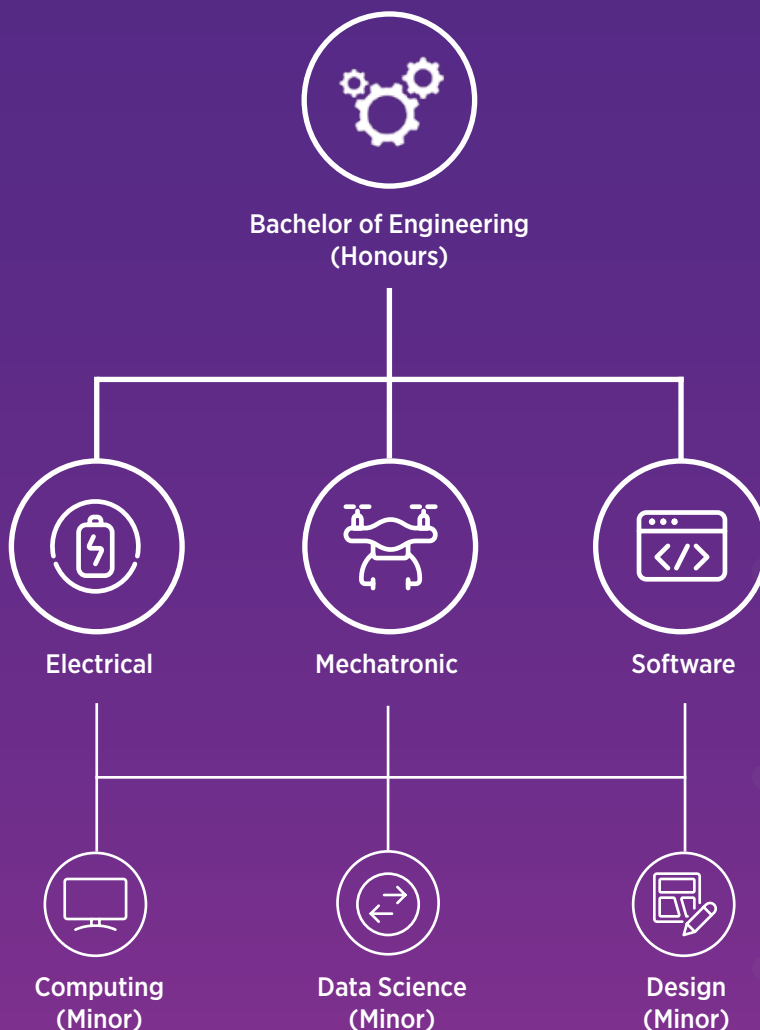 Bachelor of Engineering
(Honours)
Electrical
Mechatronic
Software
Computing
(Minor)
Data Science
(Minor)
Design
(Minor)